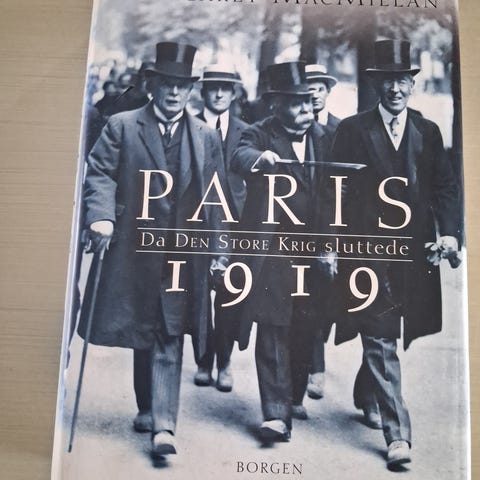 MACMILLAN
PARIS
Da Den Store Krig sluttede
1919
BORGEN